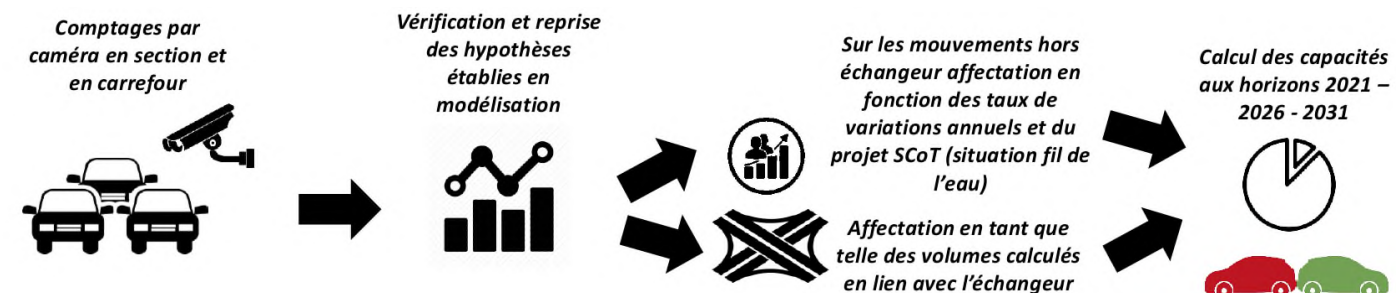 Comptages par
caméra en section et
en carrefour
Vérification et reprise
des hypothèses
établies en
modélisation
Sur les mouvements hors
échangeur affectation en
fonction des taux de
variations annuels et du
projet SCoT (situation fil de
l'eau)
Affectation en tant que
telle des volumes calculés
en lien avec l'échangeur
Calcul des capacités
aux horizons 2021 –
2026 - 2031